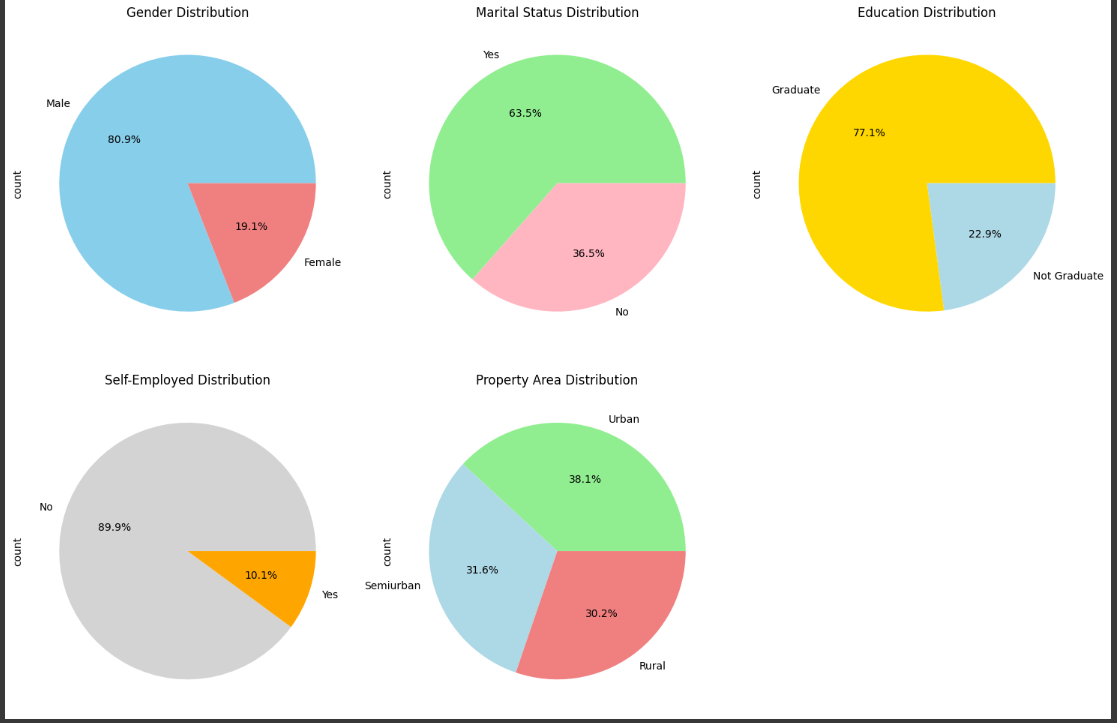 Gender Distribution
Male
80.9%
19.1%
Female
count
Marital Status Distribution
Yes
63.5%
36.5%
No
count
Education Distribution
Graduate
77.1%
22.9%
Not Graduate
count
Self-Employed Distribution
No
89.9%
10.1%
Yes
count
Property Area Distribution
Urban
38.1%
31.6%
Semiurban
30.2%
Rural
count